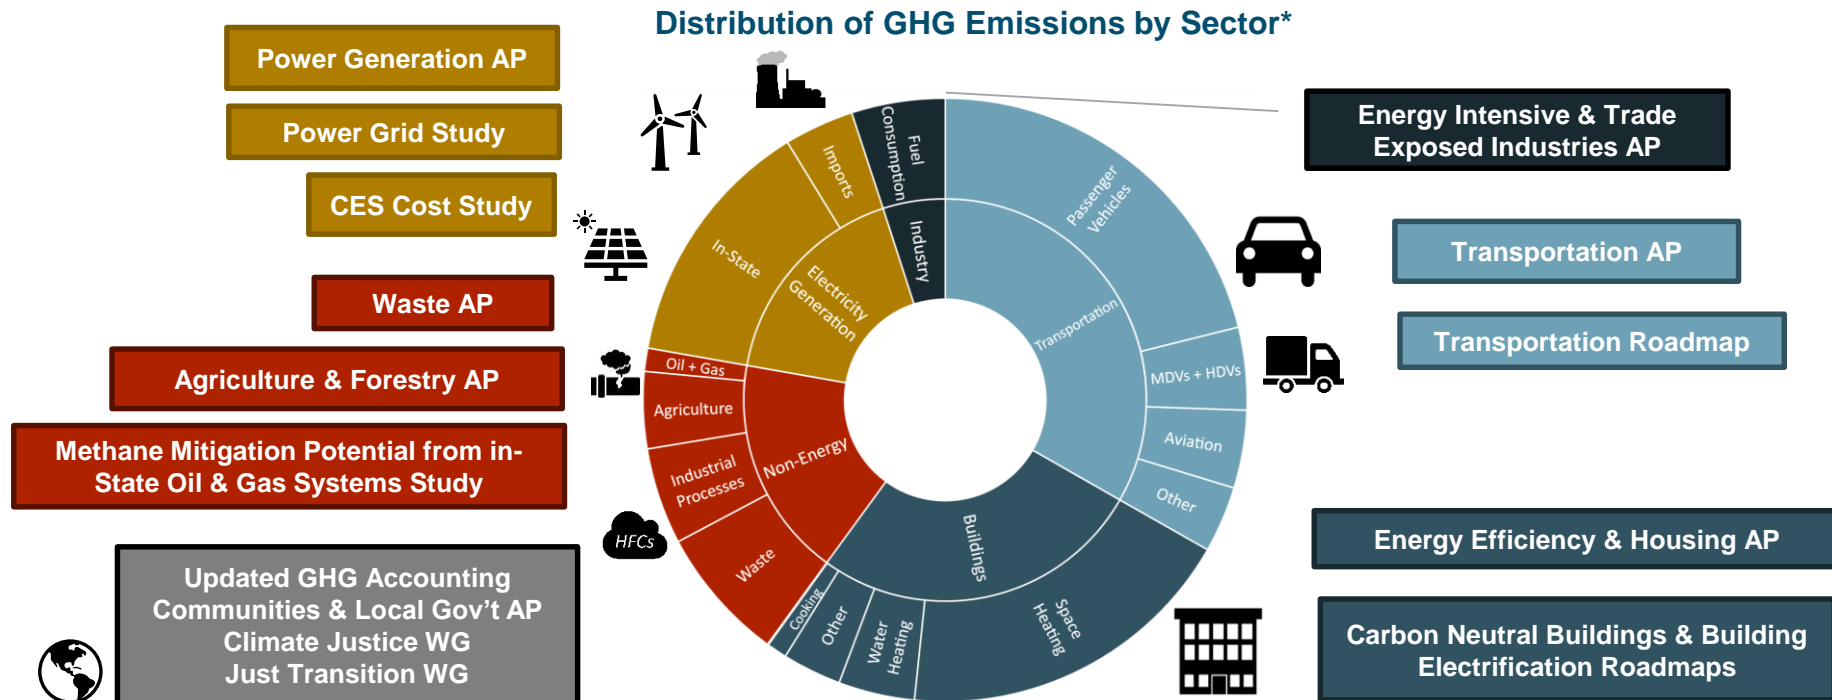 Distribution of GHG Emissions by Sector*
Power Generation AP
Power Grid Study
CES Cost Study
Waste AP
Agriculture & Forestry AP
Methane Mitigation Potential from in-
State Oil & Gas Systems Study
Updated GHG Accounting
Communities & Local Gov't AP
Climate Justice WG
Just Transition WG
HFCs
Fuel
Consumption
Industry
Imports
In-State
Electricity
Generation
Oil + Gas
Agriculture
Industrial
Processes
Waste
Non-Energy
Cooking
Other
Water
Heating
Space
Heating
Buildings
Passenger
Vehicles
MDVs + HDVs
Aviation
Other
Transportation
Energy Intensive & Trade
Exposed Industries AP
Transportation AP
Transportation Roadmap
Energy Efficiency & Housing AP
Carbon Neutral Buildings & Building
Electrification Roadmaps